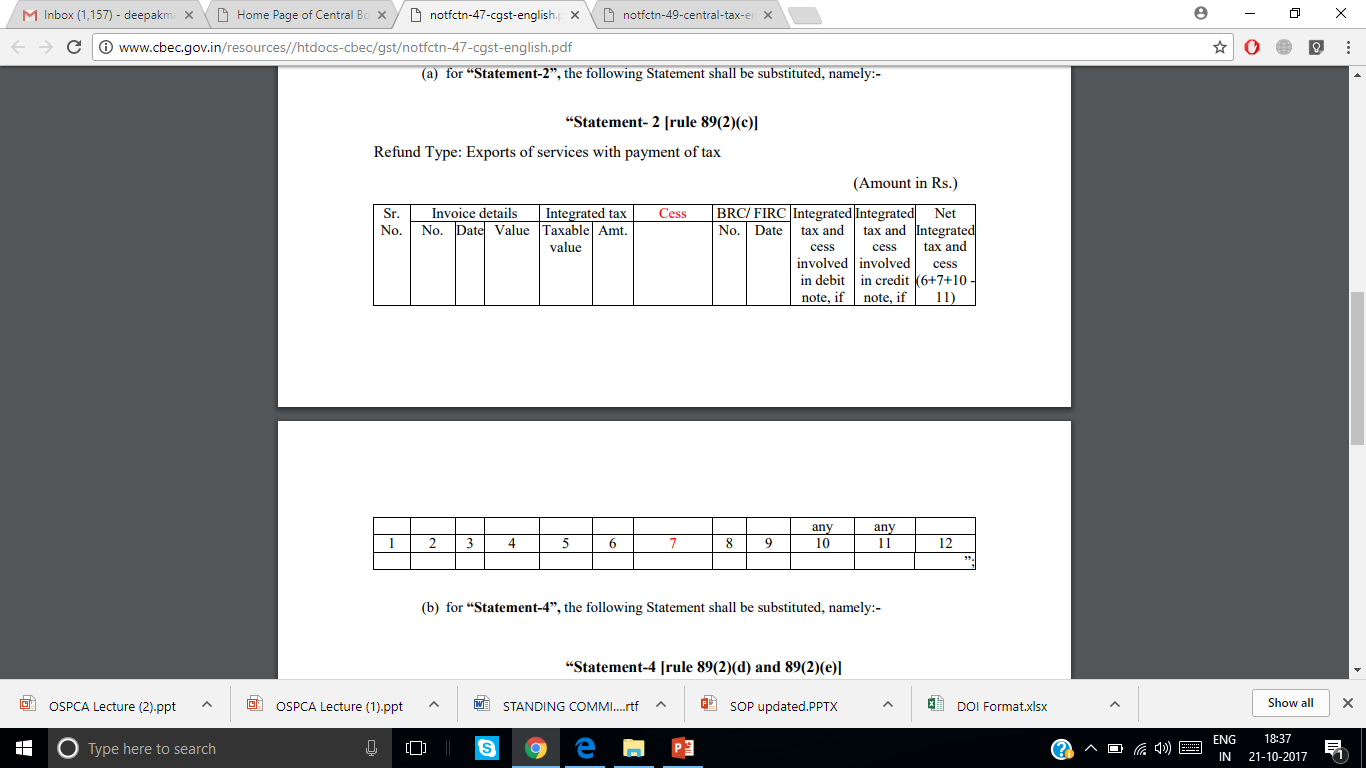 Inbox (1,157) - deepakm
Home Page of Central Bo
notfctn-47-cgst-english.p
notfctn-49-central-tax-en
www.cbec.gov.in/resources//htdocs-cbec/gst/notfctn-47-cgst-english.pdf
(a) for “Statement-2”, the following Statement shall be substituted, namely:-
“Statement- 2 [rule 89(2)(c)]
Refund Type: Exports of services with payment of tax
(Amount in Rs.)
Sr. Invoice details Integrated tax Cess BRC/ FIRC Integrated Integrated Net
No. No. Date Value Taxable Amt. No. Date tax and tax and Integrated
value cess cess tax and
involved involved cess
in debit in credit (6+7+10 -
note, if note, if 11)
any any
1 2 3 4 5 6 7 8 9 10 11 12
”;
(b) for “Statement-4”, the following Statement shall be substituted, namely:-
“Statement-4 [rule 89(2)(d) and 89(2)(e)]
OSPCA Lecture (2).ppt
OSPCA Lecture (1).ppt
STANDING COMMI....rtf
SOP updated.PPTX
DOI Format.xlsx
Show all
Type here to search
ENG 18:37
IN 21-10-2017
1